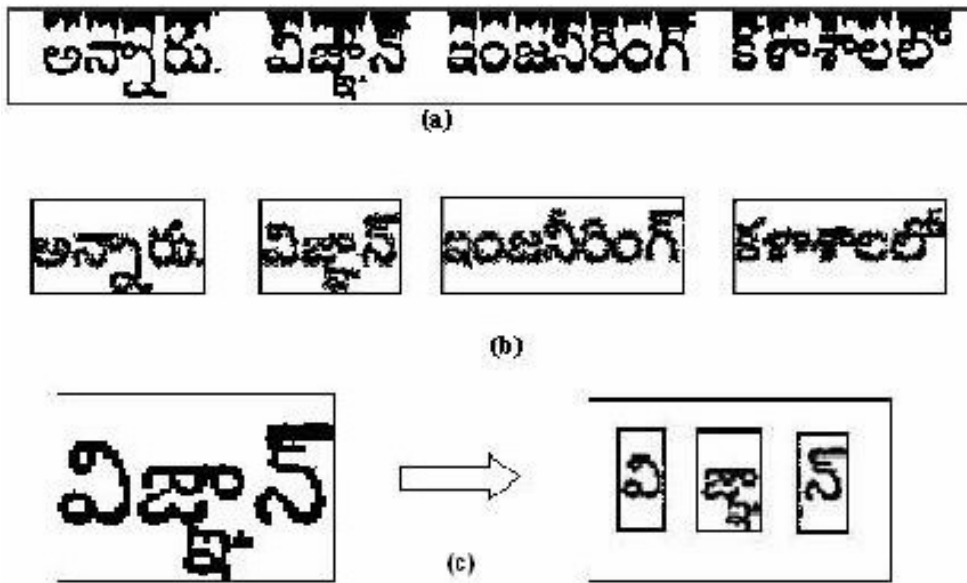 అన్నారు. విజ్ఞాన ఇంజనీరింగ్ కళాశాలలో
(a)
అన్నారు. విజ్ఞాన్ ఇంజనీరింగ్ కళాశాలలో
(b)
విజ్ఞాన్ వి జ్ఞా న్
(c)